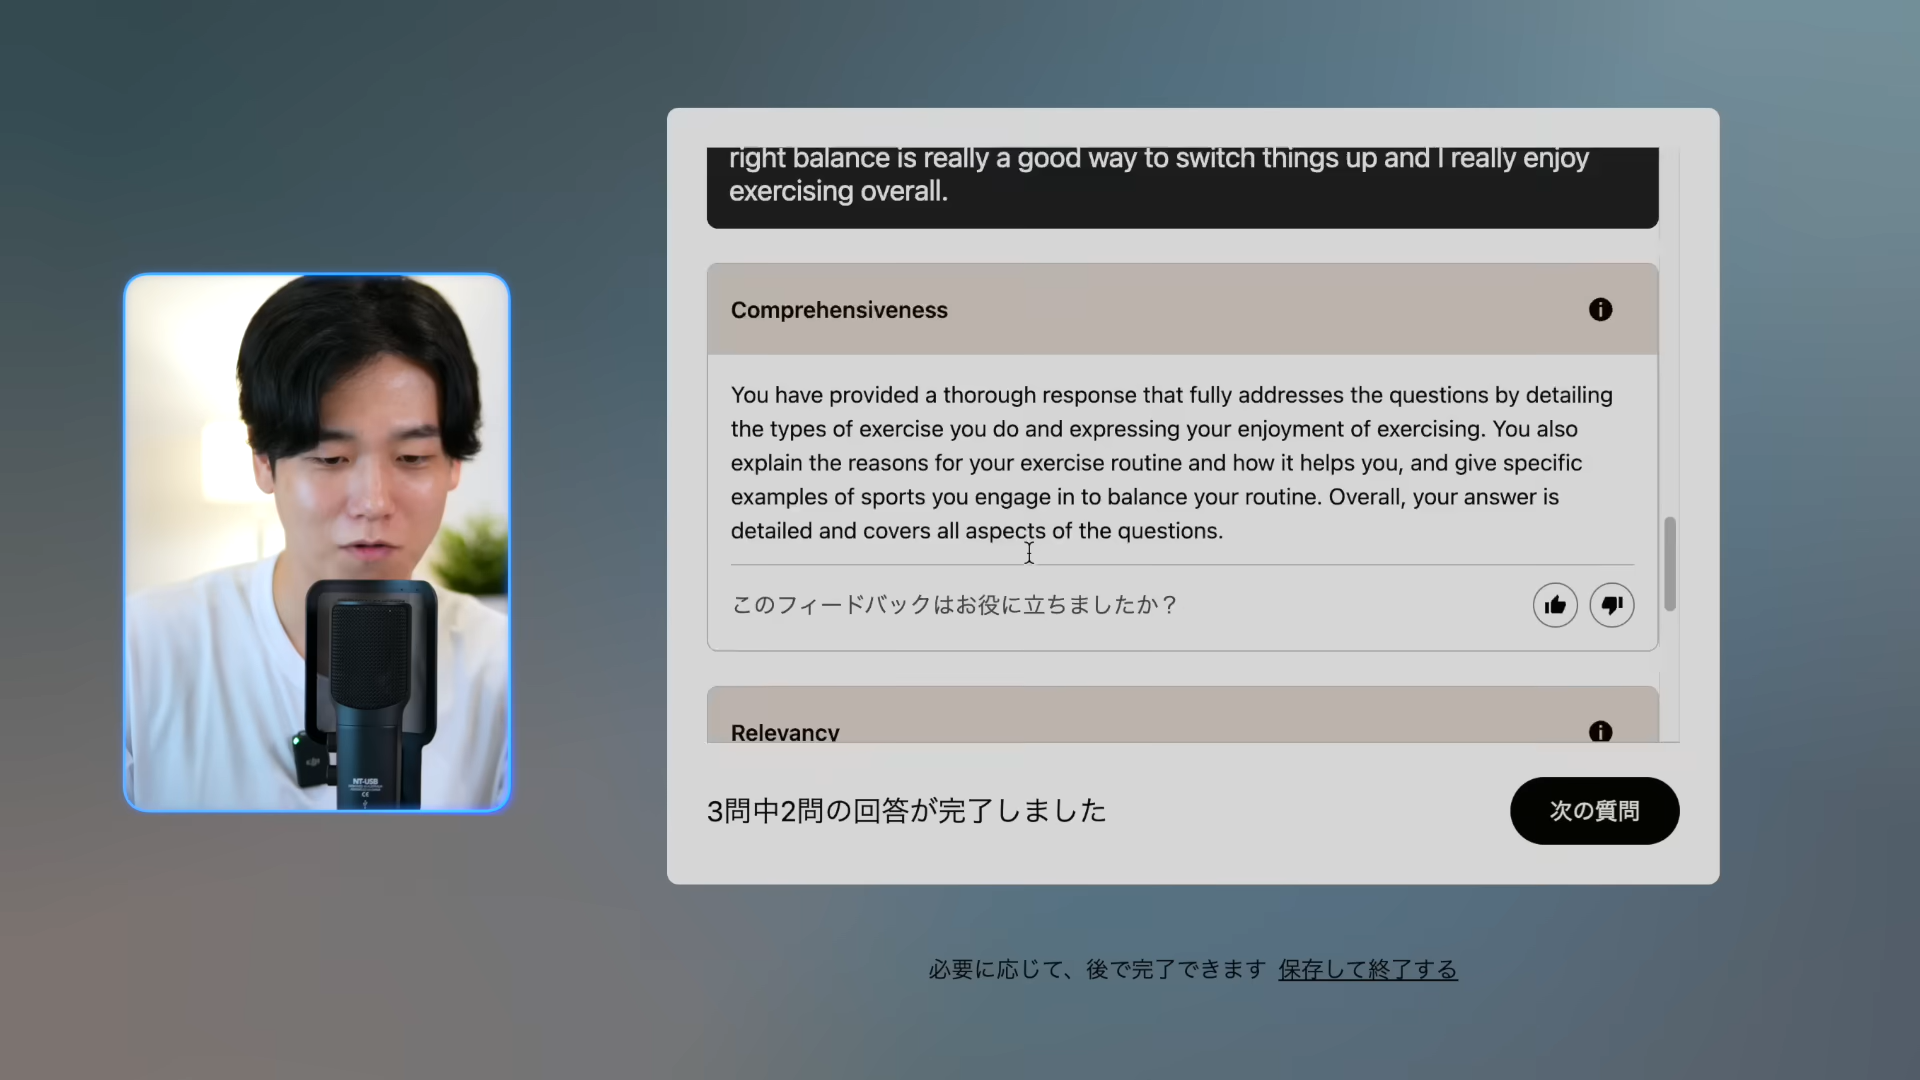 right balance is really a good way to switch things up and I really enjoy
exercising overall.
Comprehensiveness
You have provided a thorough response that fully addresses the questions by detailing
the types of exercise you do and expressing your enjoyment of exercising. You also
explain the reasons for your exercise routine and how it helps you, and give specific
examples of sports you engage in to balance your routine. Overall, your answer is
detailed and covers all aspects of the questions.
このフィードバックはお役に立ちましたか？
Relevancy
3問中2問の回答が完了しました
次の質問
必要に応じて、後で完了できます 保存して終了する
NT-USB